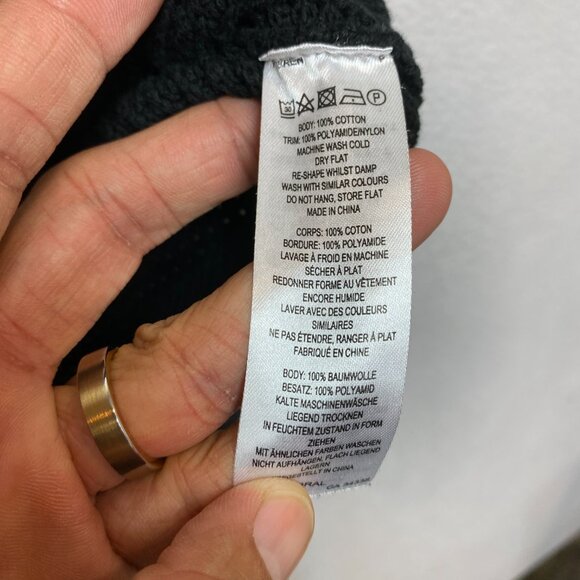 30
P
BODY: 100% COTTON
TRIM: 100% POLYAMIDE/NYLON
MACHINE WASH COLD
DRY FLAT
RE-SHAPE WHILST DAMP
WASH WITH SIMILAR COLOURS
DO NOT HANG, STORE FLAT
MADE IN CHINA
CORPS: 100% COTON
BORDURE: 100% POLYAMIDE
LAVAGE À FROID EN MACHINE
SÉCHER À PLAT
REDONNER FORME AU VÊTEMENT
ENCORE HUMIDE
LAVER AVEC DES COULEURS
SIMILAIRES
NE PAS ÉTENDRE, RANGER À PLAT
FABRIQUÉ EN CHINE
BODY: 100% BAUMWOLLE
BESATZ: 100% POLYAMID
KALTE MASCHINENWÄSCHE
LIEGEND TROCKNEN
IN FEUCHTEM ZUSTAND IN FORM
ZIEHEN
MIT ÄHNLICHEN FARBEN WASCHEN
NICHT AUFHÄNGEN, FLACH LIEGEND
LAGERN
IN CHINA